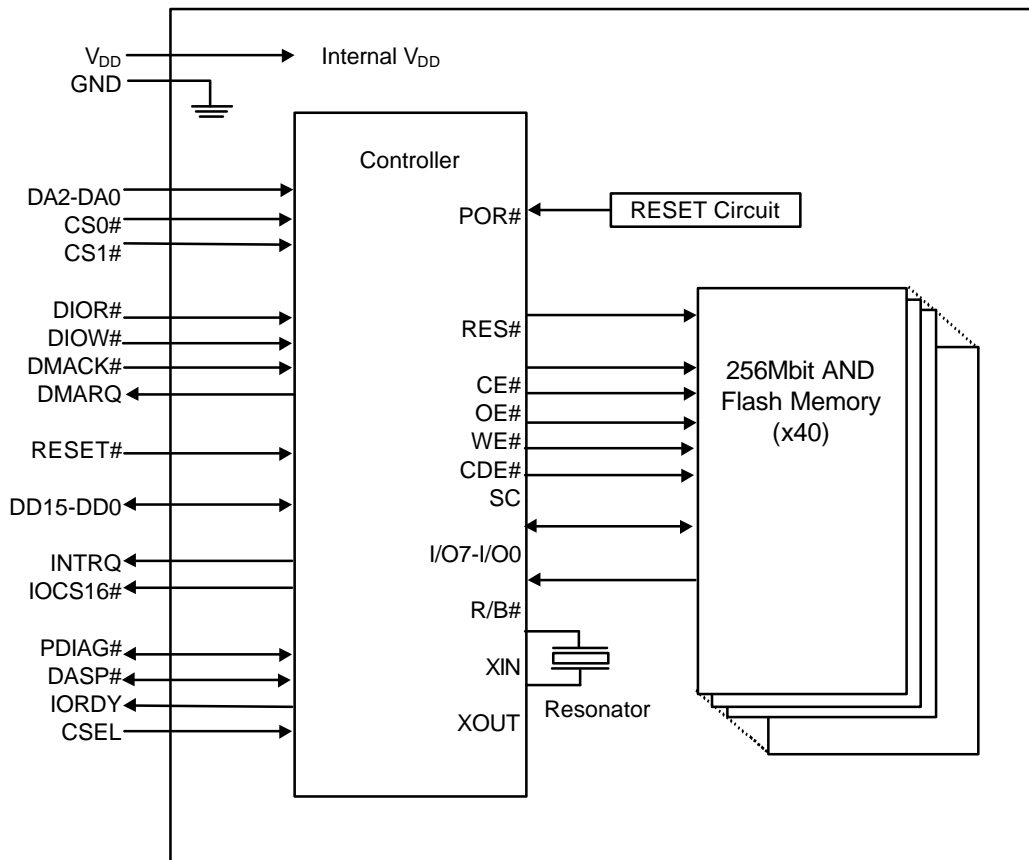 V_DD
Internal V_DD
GND
Controller
DA2-DA0
CS0#
CS1#
POR#
RESET Circuit
DIOR#
DIOW#
DMACK#
DMARQ
RES#
CE#
OE#
WE#
CDE#
SC
256Mbit AND
Flash Memory
(x40)
RESET#
DD15-DD0
INTRQ
IOCS16#
I/O7-I/O0
R/B#
PDIAG#
DASP#
IORDY
CSEL
XIN
XOUT
Resonator